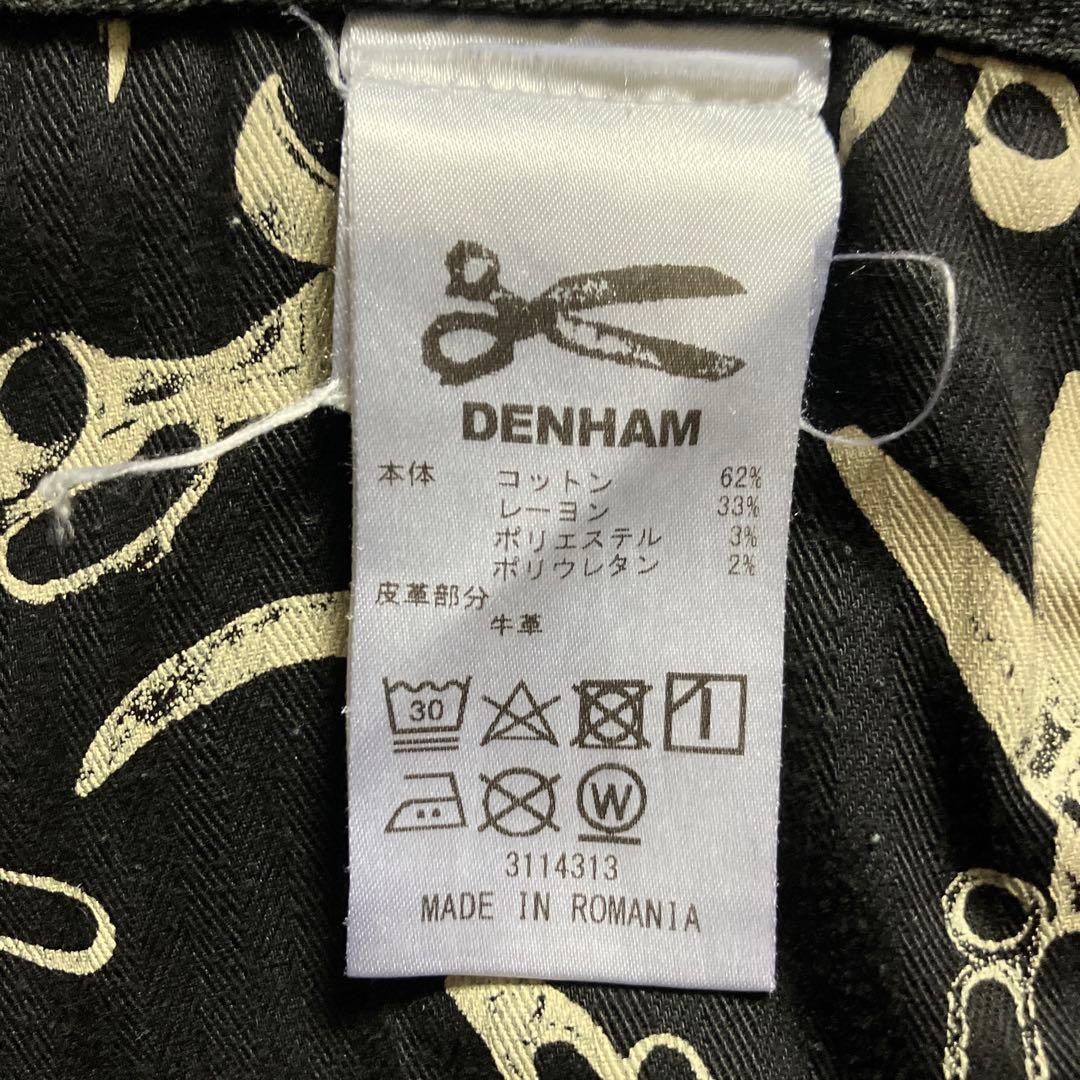 DENHAM
本体 コットン 62%
レーヨン 33%
ポリエステル 3%
ポリウレタン 2%
皮革部分
牛革
30
W
3114313
MADE IN ROMANIA